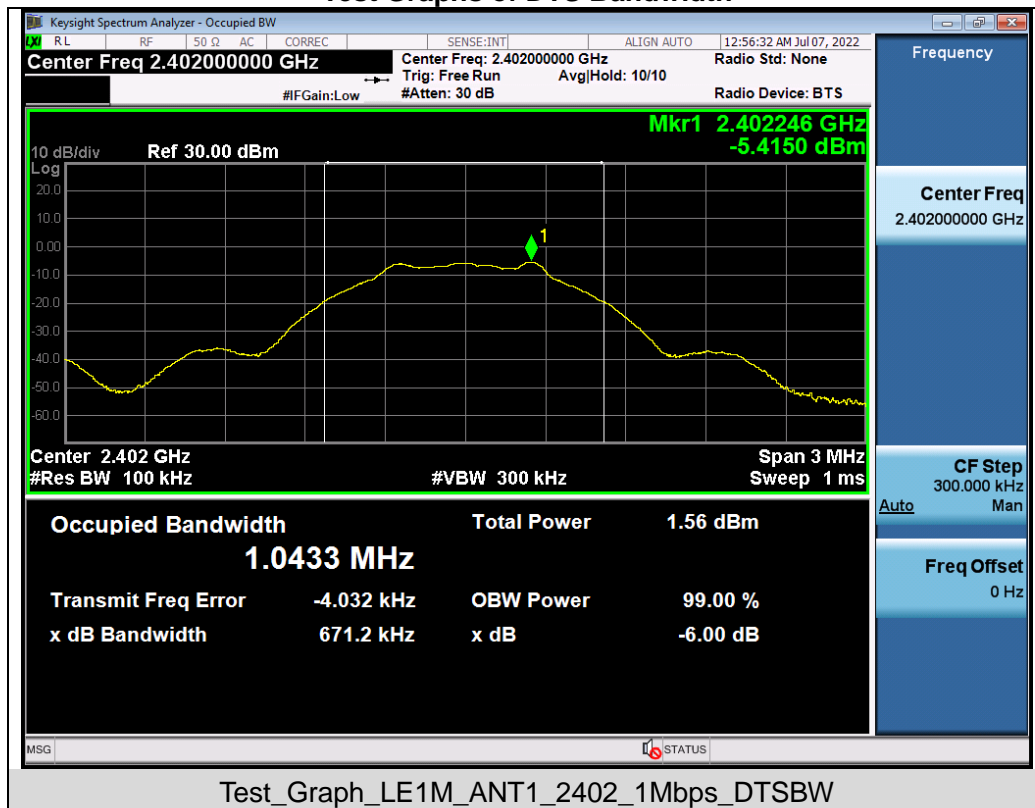 Test Graphs of DTS Bandwidth
Keysight Spectrum Analyzer - Occupied BW
LXI RL RF 50 Ω AC CORREC SENSE:INT ALIGN AUTO 12:56:32 AM Jul 07, 2022
Center Freq 2.402000000 GHz
Center Freq: 2.402000000 GHz
Radio Std: None
Trig: Free Run Avg|Hold: 10/10
#IFGain:Low
#Atten: 30 dB
Radio Device: BTS
Mkr1 2.402246 GHz
-5.4150 dBm
10 dB/div Ref 30.00 dBm
Log
20.0
10.0
0.00
1
-10.0
-20.0
-30.0
-40.0
-50.0
-60.0
Center 2.402 GHz Span 3 MHz
#Res BW 100 kHz #VBW 300 kHz Sweep 1 ms
Occupied Bandwidth Total Power 1.56 dBm
1.0433 MHz
Transmit Freq Error -4.032 kHz OBW Power 99.00 %
x dB Bandwidth 671.2 kHz x dB -6.00 dB
Frequency
Center Freq
2.402000000 GHz
CF Step
300.000 kHz
Auto Man
Freq Offset
0 Hz
MSG STATUS
Test_Graph_LE1M_ANT1_2402_1Mbps_DTSBW